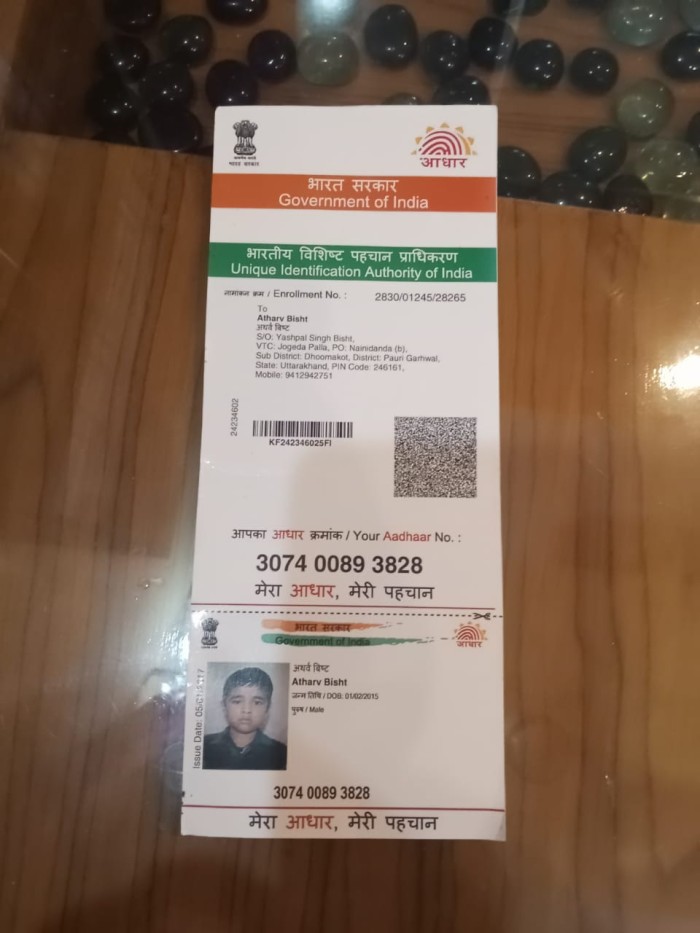 भारत सरकार
आधार
भारत सरकार
Government of India
भारतीय विशिष्ट पहचान प्राधिकरण
Unique Identification Authority of India
नामांकन क्रम / Enrollment No. : 2830/01245/28265
To
Atharv Bisht
अथर्व बिष्ट
S/O: Yashpal Singh Bisht,
VTC: Jogeda Palla, PO: Nainidanda (b),
Sub District: Dhoomakot, District: Pauri Garhwal,
State: Uttarakhand, PIN Code: 246161,
Mobile: 9412942751
24234602
KF242346025FI
आपका आधार क्रमांक / Your Aadhaar No. :
3074 0089 3828
मेरा आधार, मेरी पहचान
भारत सरकार
Government of India
आधार
Issue Date:
अथर्व बिष्ट
Atharv Bisht
जन्म तिथि / DOB: 01/02/2015
पुरुष / Male
3074 0089 3828
मेरा आधार, मेरी पहचान